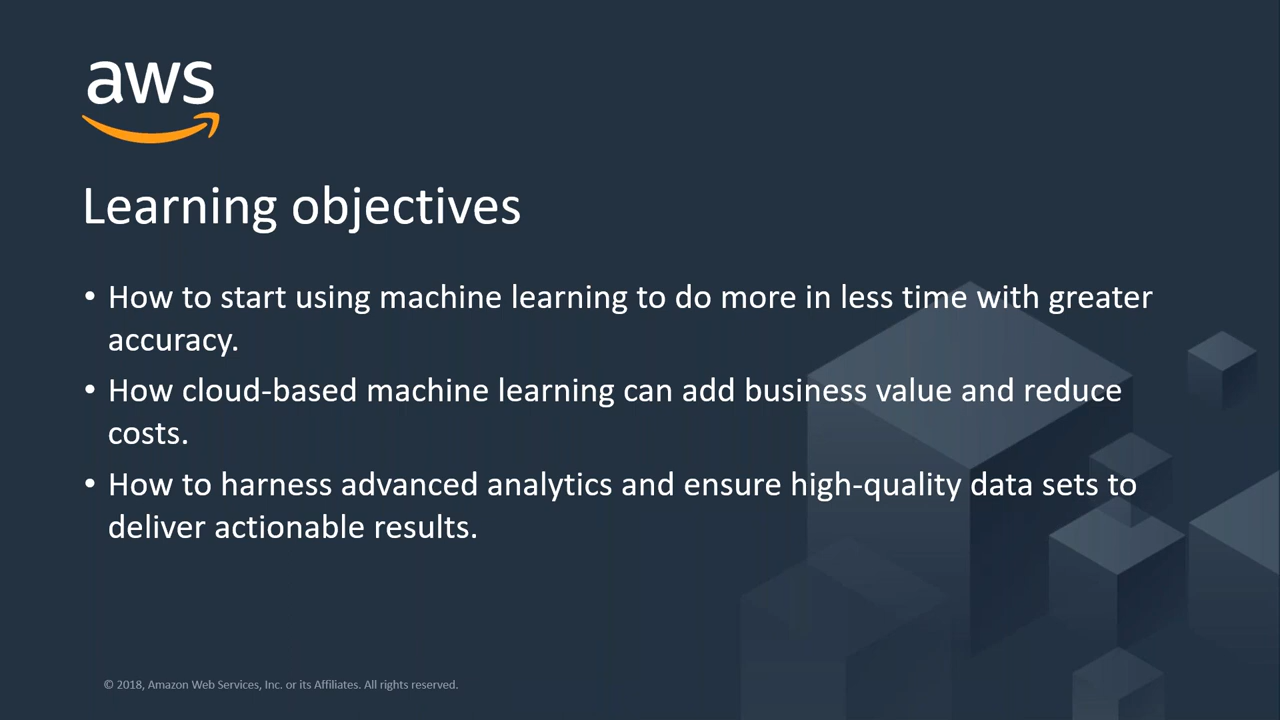 aws
Learning objectives
• How to start using machine learning to do more in less time with greater
accuracy.
• How cloud-based machine learning can add business value and reduce
costs.
• How to harness advanced analytics and ensure high-quality data sets to
deliver actionable results.
© 2018, Amazon Web Services, Inc. or its Affiliates. All rights reserved.